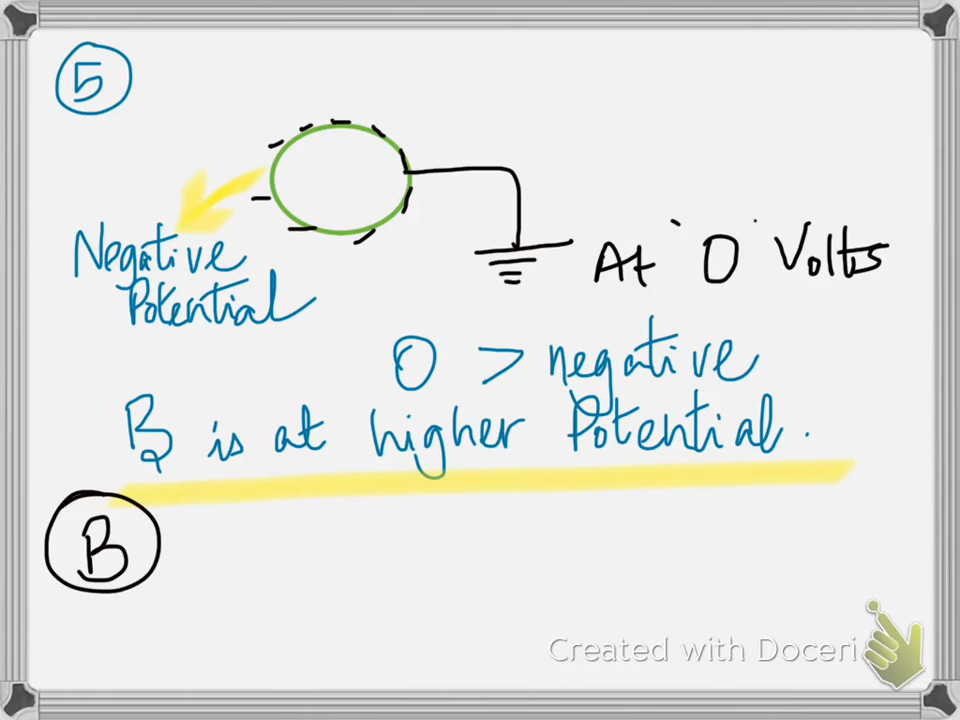 5
At "0" Volts
Negative
Potential
0 > negative
B is at higher Potential.
B
Created with Doceri